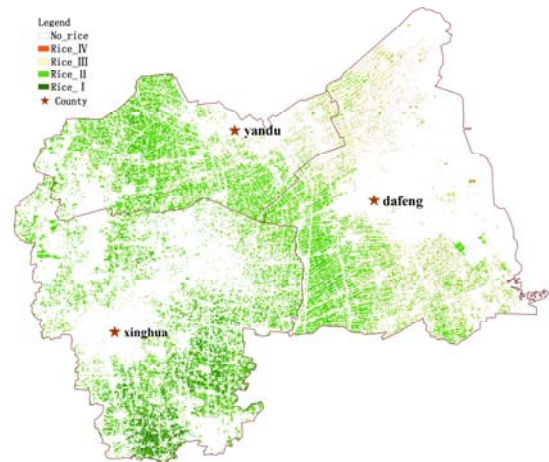 Legend
No_rice
Rice_Ⅳ
Rice_Ⅲ
Rice_Ⅱ
Rice_Ⅰ
County
yandu
dafeng
xinghua